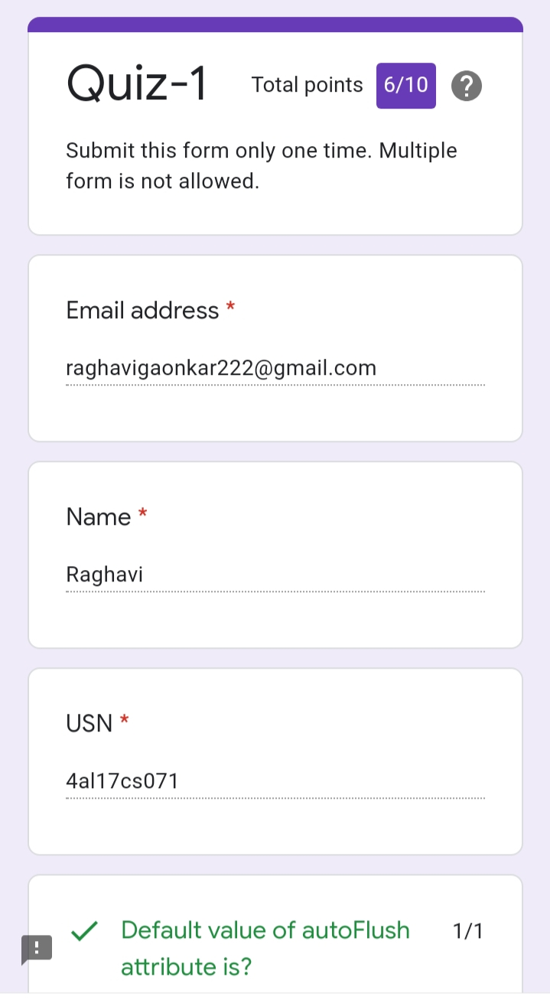 Quiz-1 Total points 6/10
Submit this form only one time. Multiple
form is not allowed.
Email address *
raghavigaonkar222@gmail.com
Name *
Raghavi
USN *
4al17cs071
Default value of autoFlush 1/1
attribute is?